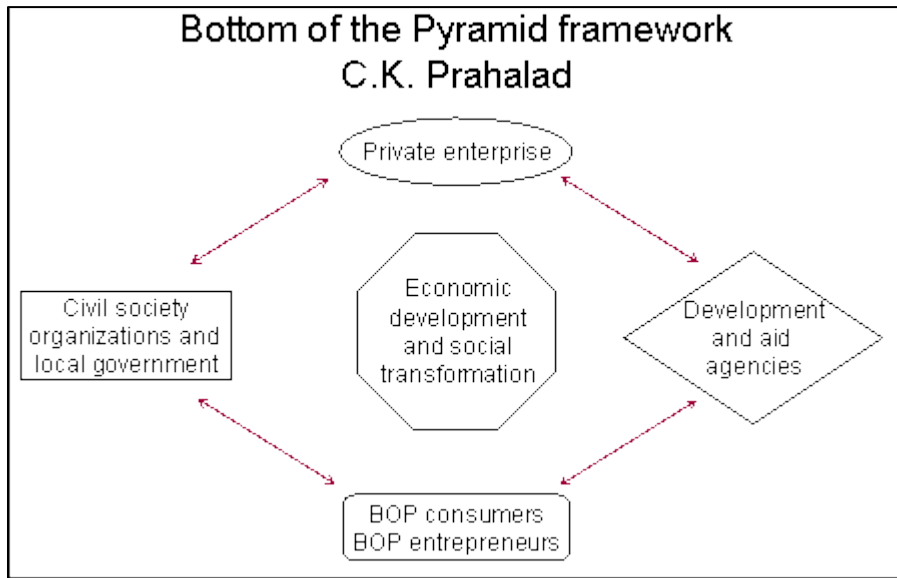 Bottom of the Pyramid framework
C.K. Prahalad
Private enterprise
Civil society
organizations and
local government
Economic
development
and social
transformation
Development
and aid
agencies
BOP consumers
BOP entrepreneurs